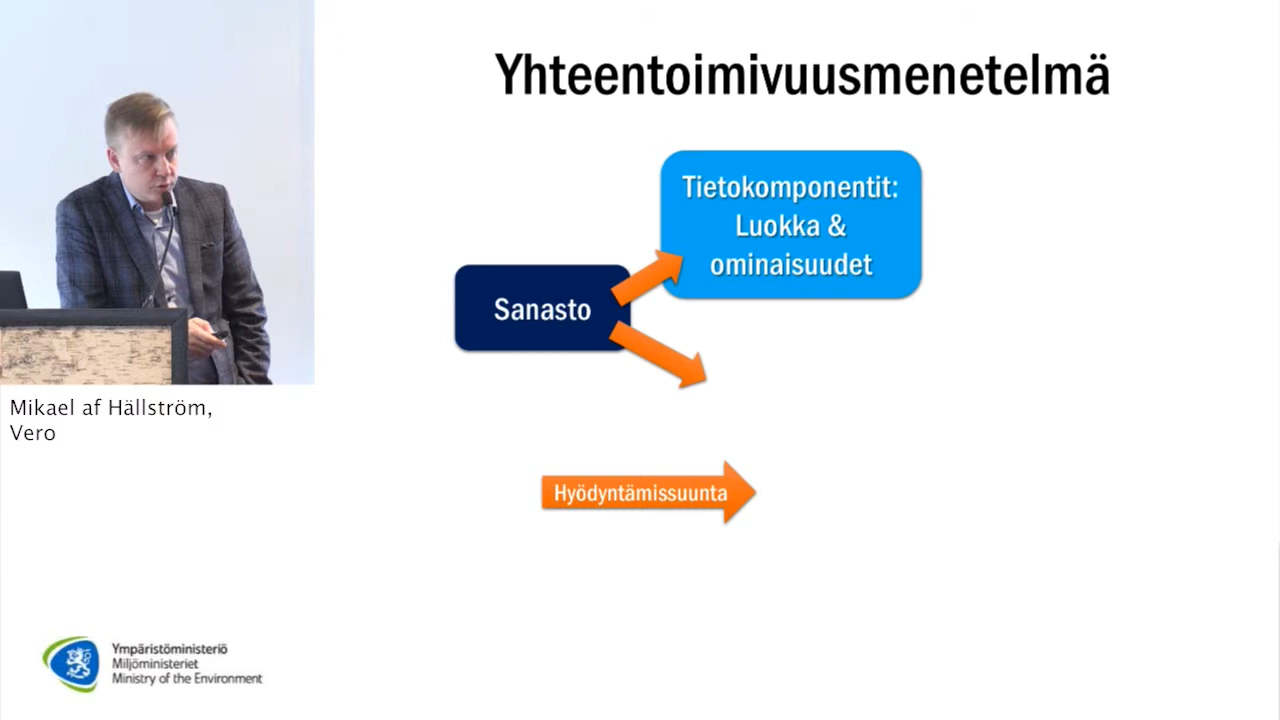 Yhteentoimivuusmenetelmä
Tietokomponentit:
Luokka &
ominaisuudet
Sanasto
Mikael af Hällström,
Vero
Hyödyntämissuunta
Ympäristöministeriö
Miljöministeriet
Ministry of the Environment